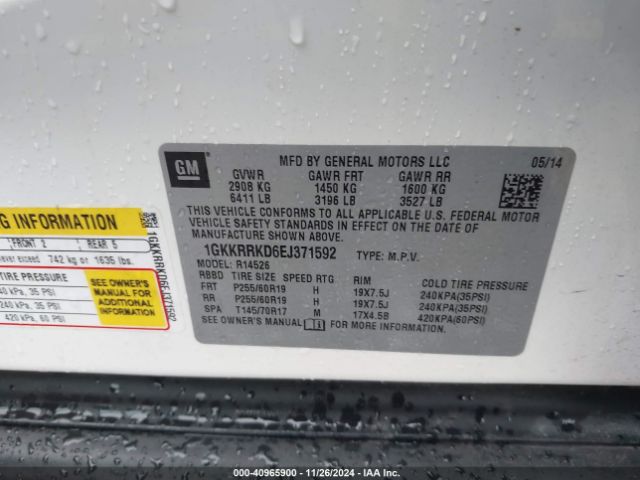 GM
MFD BY GENERAL MOTORS LLC 05/14
GVWR GAWR FRT GAWR RR
2908 KG 1450 KG 1600 KG
6411 LB 3196 LB 3527 LB
THIS VEHICLE CONFORMS TO ALL APPLICABLE U.S. FEDERAL MOTOR
VEHICLE SAFETY AND THEFT PREVENTION STANDARDS IN EFFECT ON THE DATE OF
MANUFACTURE SHOWN ABOVE.
1GKKRRKD6EJ371592 TYPE: M.P.V.
MODEL: R14526
RBBD TIRE SIZE SPEED RTG RIM COLD TIRE PRESSURE
FRT P255/60R19 H 19X7.5J 240KPA(35PSI)
RR P255/60R19 H 19X7.5J 240KPA(35PSI)
SPA T145/70R17 M 17X4.5B 420KPA(60PSI)
SEE OWNER'S MANUAL FOR MORE INFORMATION.
G INFORMATION
FRONT 2 REAR 5
exceed 742 kg or 1635 lbs.
TIRE PRESSURE
40 KPA, 35 PSI
240 KPA, 35 PSI
420 KPA, 60 PSI
SEE OWNER'S
MANUAL FOR
ADDITIONAL
INFORMATION
1GKKRRKD6EJ371592
000-40965900 - 11/26/2024 - IAA Inc.